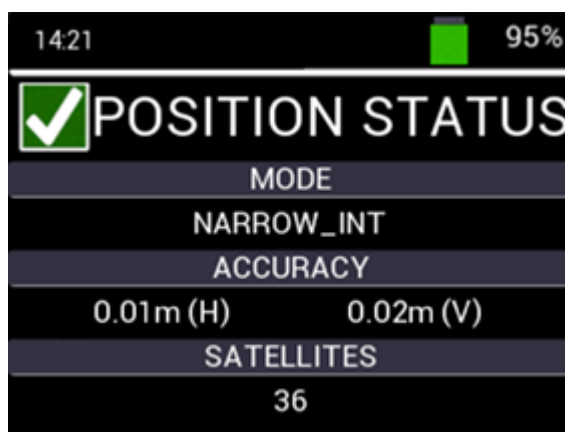 14:21 95%
POSITION STATUS
MODE
NARROW_INT
ACCURACY
0.01m (H) 0.02m (V)
SATELLITES
36